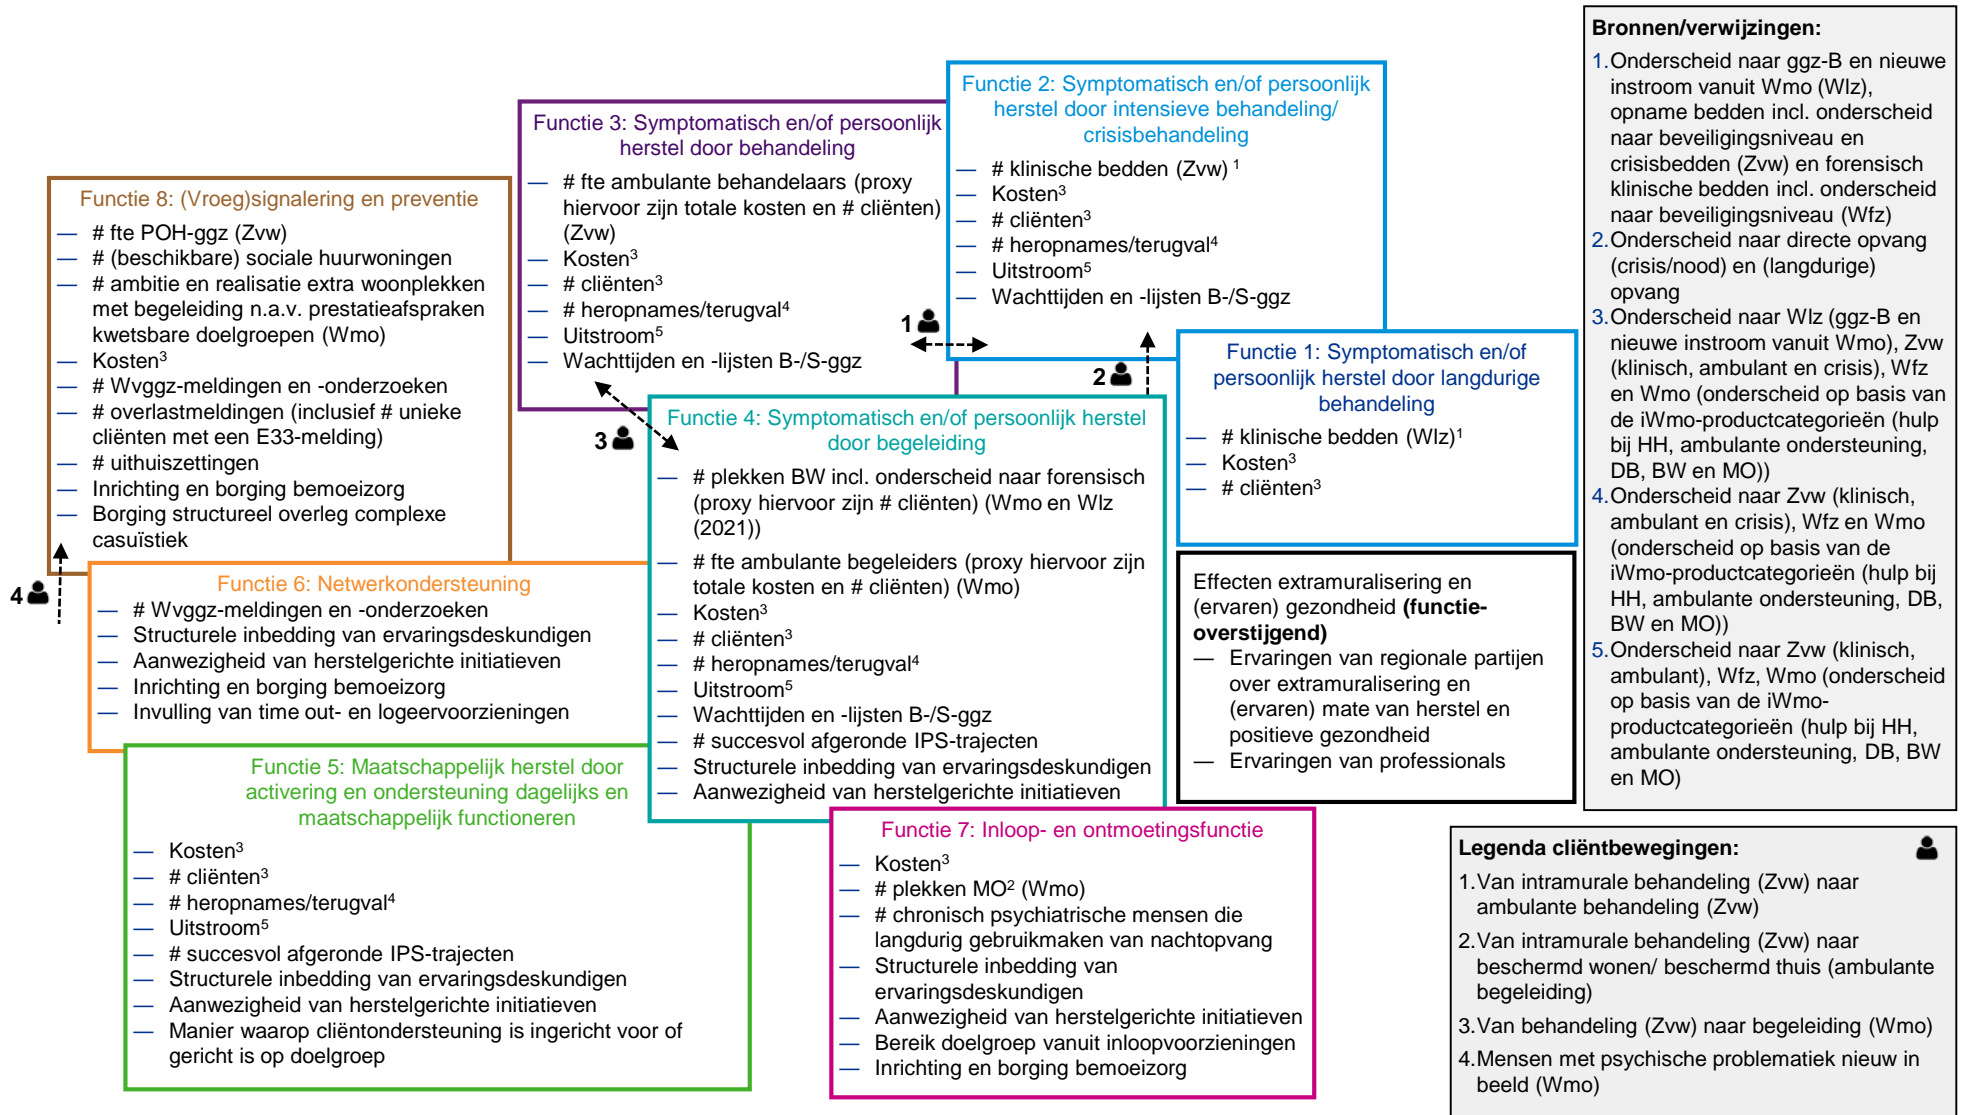 Functie 8: (Vroeg)signalering en preventie
— # fte POH-ggz (Zvw)
— # (beschikbare) sociale huurwoningen
— # ambitie en realisatie extra woonplekken
met begeleiding n.a.v. prestatieafspraken
kwetsbare doelgroepen (Wmo)
— Kosten³
— # Wvggz-meldingen en -onderzoeken
— # overlastmeldingen (inclusief # unieke
cliënten met een E33-melding)
— # uithuiszettingen
— Inrichting en borging bemoeizorg
— Borging structureel overleg complexe
casuïstiek
4
Functie 3: Symptomatisch en/of persoonlijk
herstel door behandeling
— # fte ambulante behandelaars (proxy
hiervoor zijn totale kosten en # cliënten)
(Zvw)
— Kosten³
— # cliënten³
— # heropnames/terugval⁴
— Uitstroom⁵
— Wachttijden en -lijsten B-/S-ggz
1
Functie 2: Symptomatisch en/of persoonlijk
herstel door intensieve behandeling/
crisisbehandeling
— # klinische bedden (Zvw) ¹
— Kosten³
— # cliënten³
— # heropnames/terugval⁴
— Uitstroom⁵
— Wachttijden en -lijsten B-/S-ggz
2
Functie 1: Symptomatisch en/of
persoonlijk herstel door langdurige
behandeling
— # klinische bedden (Wlz)¹
— Kosten³
— # cliënten³
3
Functie 4: Symptomatisch en/of persoonlijk herstel
door begeleiding
— # plekken BW incl. onderscheid naar forensisch
(proxy hiervoor zijn # cliënten) (Wmo en Wlz
(2021))
— # fte ambulante begeleiders (proxy hiervoor zijn
totale kosten en # cliënten) (Wmo)
— Kosten³
— # cliënten³
— # heropnames/terugval⁴
— Uitstroom⁵
— Wachttijden en -lijsten B-/S-ggz
— # succesvol afgeronde IPS-trajecten
— Structurele inbedding van ervaringsdeskundigen
— Aanwezigheid van herstelgerichte initiatieven
Functie 6: Netwerkondersteuning
— # Wvggz-meldingen en -onderzoeken
— Structurele inbedding van ervaringsdeskundigen
— Aanwezigheid van herstelgerichte initiatieven
— Inrichting en borging bemoeizorg
— Invulling van time out- en logeervoorzieningen
Functie 5: Maatschappelijk herstel door
activering en ondersteuning dagelijks en
maatschappelijk functioneren
— Kosten³
— # cliënten³
— # heropnames/terugval⁴
— Uitstroom⁵
— # succesvol afgeronde IPS-trajecten
— Structurele inbedding van ervaringsdeskundigen
— Aanwezigheid van herstelgerichte initiatieven
— Manier waarop cliëntondersteuning is ingericht voor of
gericht is op doelgroep
Functie 7: Inloop- en ontmoetingsfunctie
— Kosten³
— # plekken MO² (Wmo)
— # chronisch psychiatrische mensen die
langdurig gebruikmaken van nachtopvang
— Structurele inbedding van
ervaringsdeskundigen
— Aanwezigheid van herstelgerichte initiatieven
— Bereik doelgroep vanuit inloopvoorzieningen
— Inrichting en borging bemoeizorg
Effecten extramuralisering en
(ervaren) gezondheid (functie-
overstijgend)
— Ervaringen van regionale partijen
over extramuralisering en
(ervaren) mate van herstel en
positieve gezondheid
— Ervaringen van professionals
Bronnen/verwijzingen:
1. Onderscheid naar ggz-B en nieuwe
instroom vanuit Wmo (Wlz),
opname bedden incl. onderscheid
naar beveiligingsniveau en
crisisbedden (Zvw) en forensisch
klinische bedden incl. onderscheid
naar beveiligingsniveau (Wfz)
2. Onderscheid naar directe opvang
(crisis/nood) en (langdurige)
opvang
3. Onderscheid naar Wlz (ggz-B en
nieuwe instroom vanuit Wmo), Zvw
(klinisch, ambulant en crisis), Wfz
en Wmo (onderscheid op basis van
de iWmo-productcategorieën (hulp
bij HH, ambulante ondersteuning,
DB, BW en MO))
4. Onderscheid naar Zvw (klinisch,
ambulant en crisis), Wfz en Wmo
(onderscheid op basis van de
iWmo-productcategorieën (hulp bij
HH, ambulante ondersteuning, DB,
BW en MO))
5. Onderscheid naar Zvw (klinisch,
ambulant), Wfz, Wmo (onderscheid
op basis van de iWmo-
productcategorieën (hulp bij HH,
ambulante ondersteuning, DB, BW
en MO)
Legenda cliëntbewegingen:
1. Van intramurale behandeling (Zvw) naar
ambulante behandeling (Zvw)
2. Van intramurale behandeling (Zvw) naar
beschermd wonen/ beschermd thuis (ambulante
begeleiding)
3. Van behandeling (Zvw) naar begeleiding (Wmo)
4. Mensen met psychische problematiek nieuw in
beeld (Wmo)